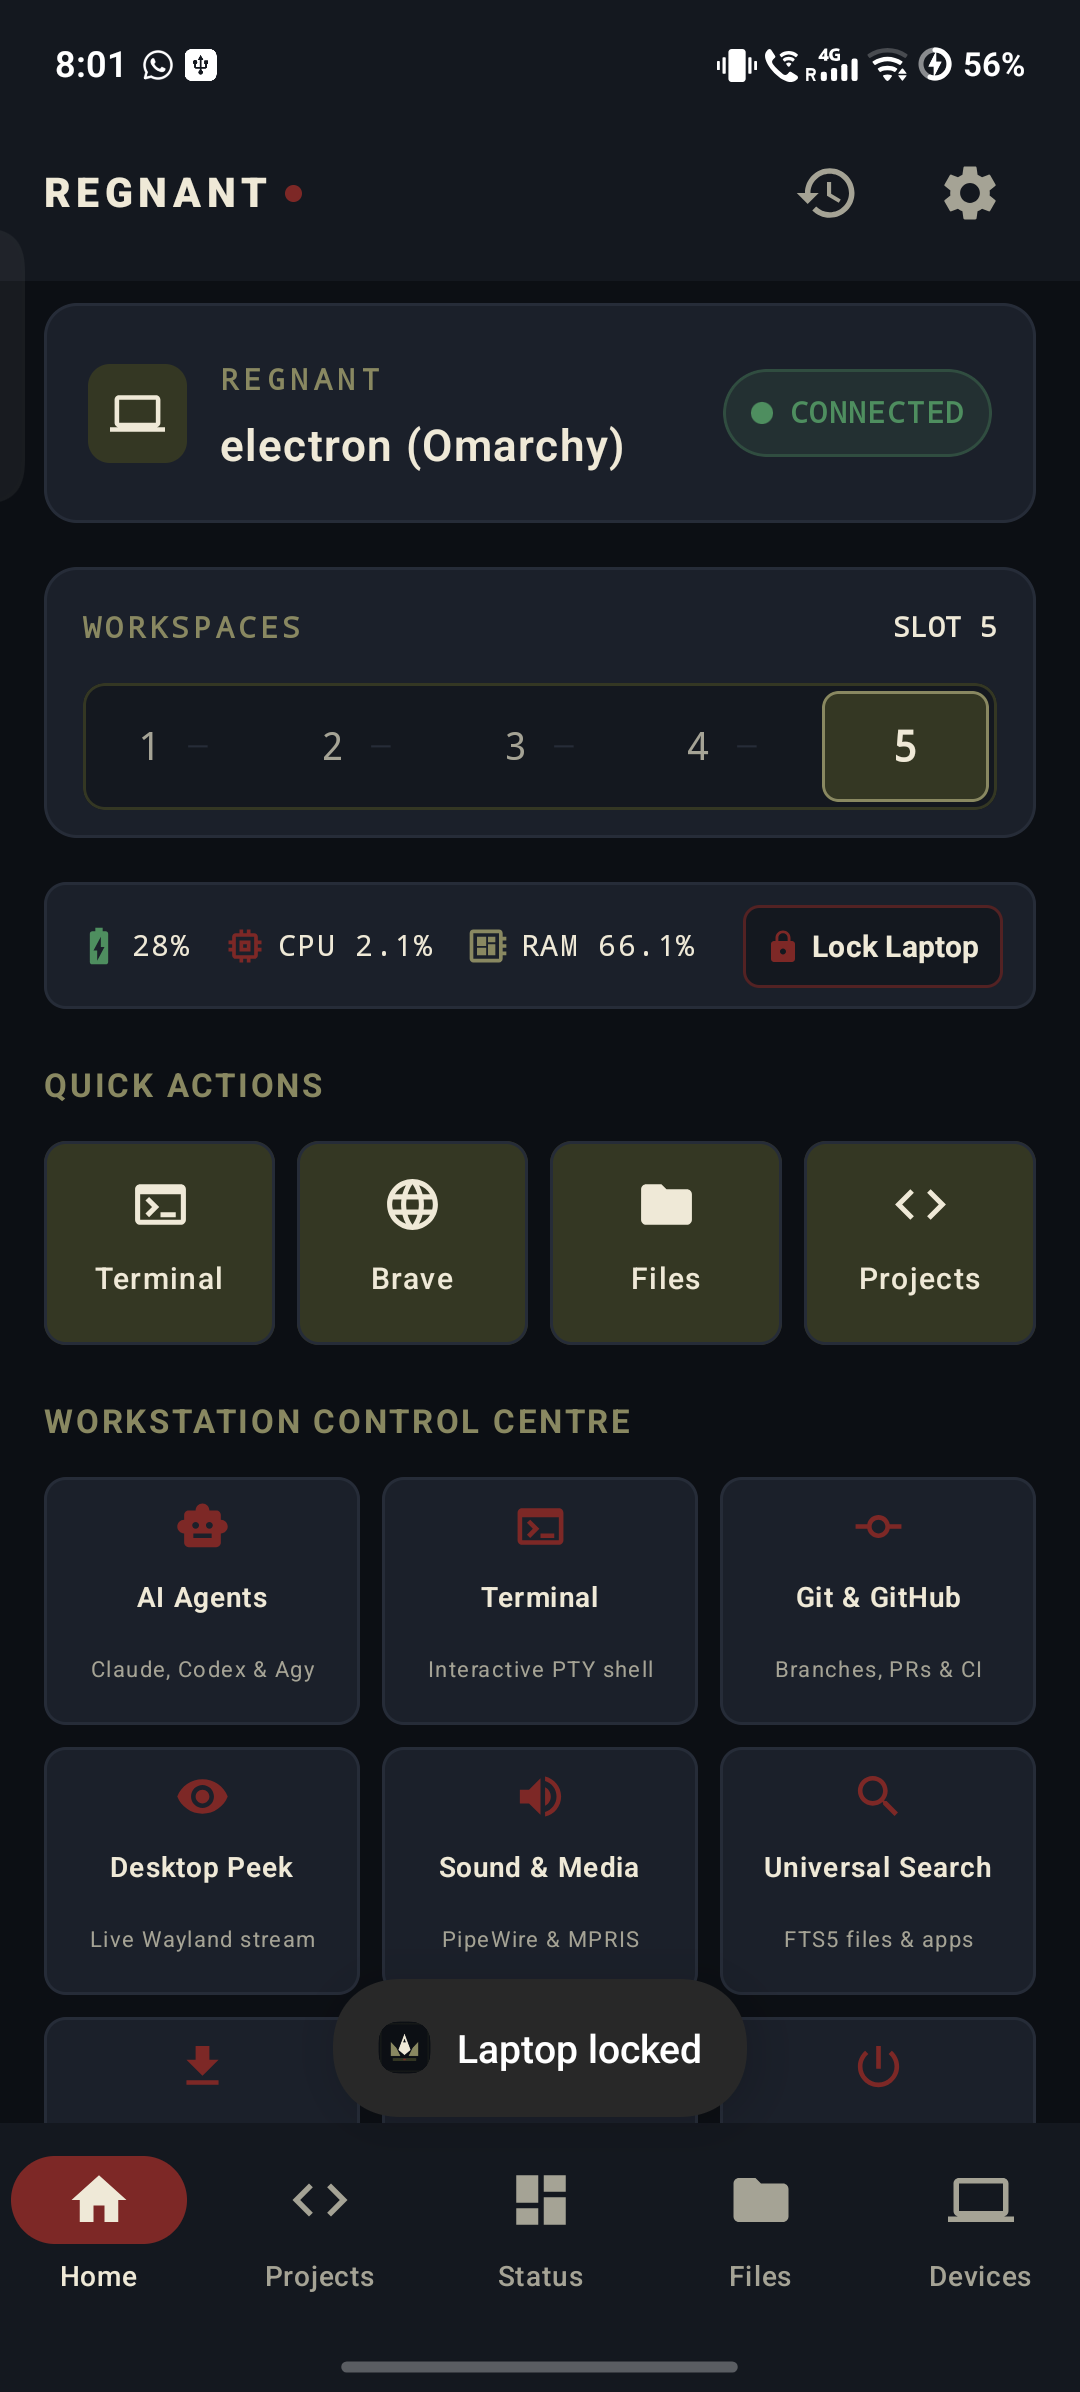 8:01
4G
R
56%
REGNANT
REGNANT
electron (Omarchy)
CONNECTED
WORKSPACES
SLOT 5
1 – 2 – 3 – 4 – 5
28% CPU 2.1% RAM 66.1% Lock Laptop
QUICK ACTIONS
Terminal Brave Files Projects
WORKSTATION CONTROL CENTRE
AI Agents
Claude, Codex & Agy
Terminal
Interactive PTY shell
Git & GitHub
Branches, PRs & CI
Desktop Peek
Live Wayland stream
Sound & Media
PipeWire & MPRIS
Universal Search
FTS5 files & apps
Laptop locked
Home Projects Status Files Devices